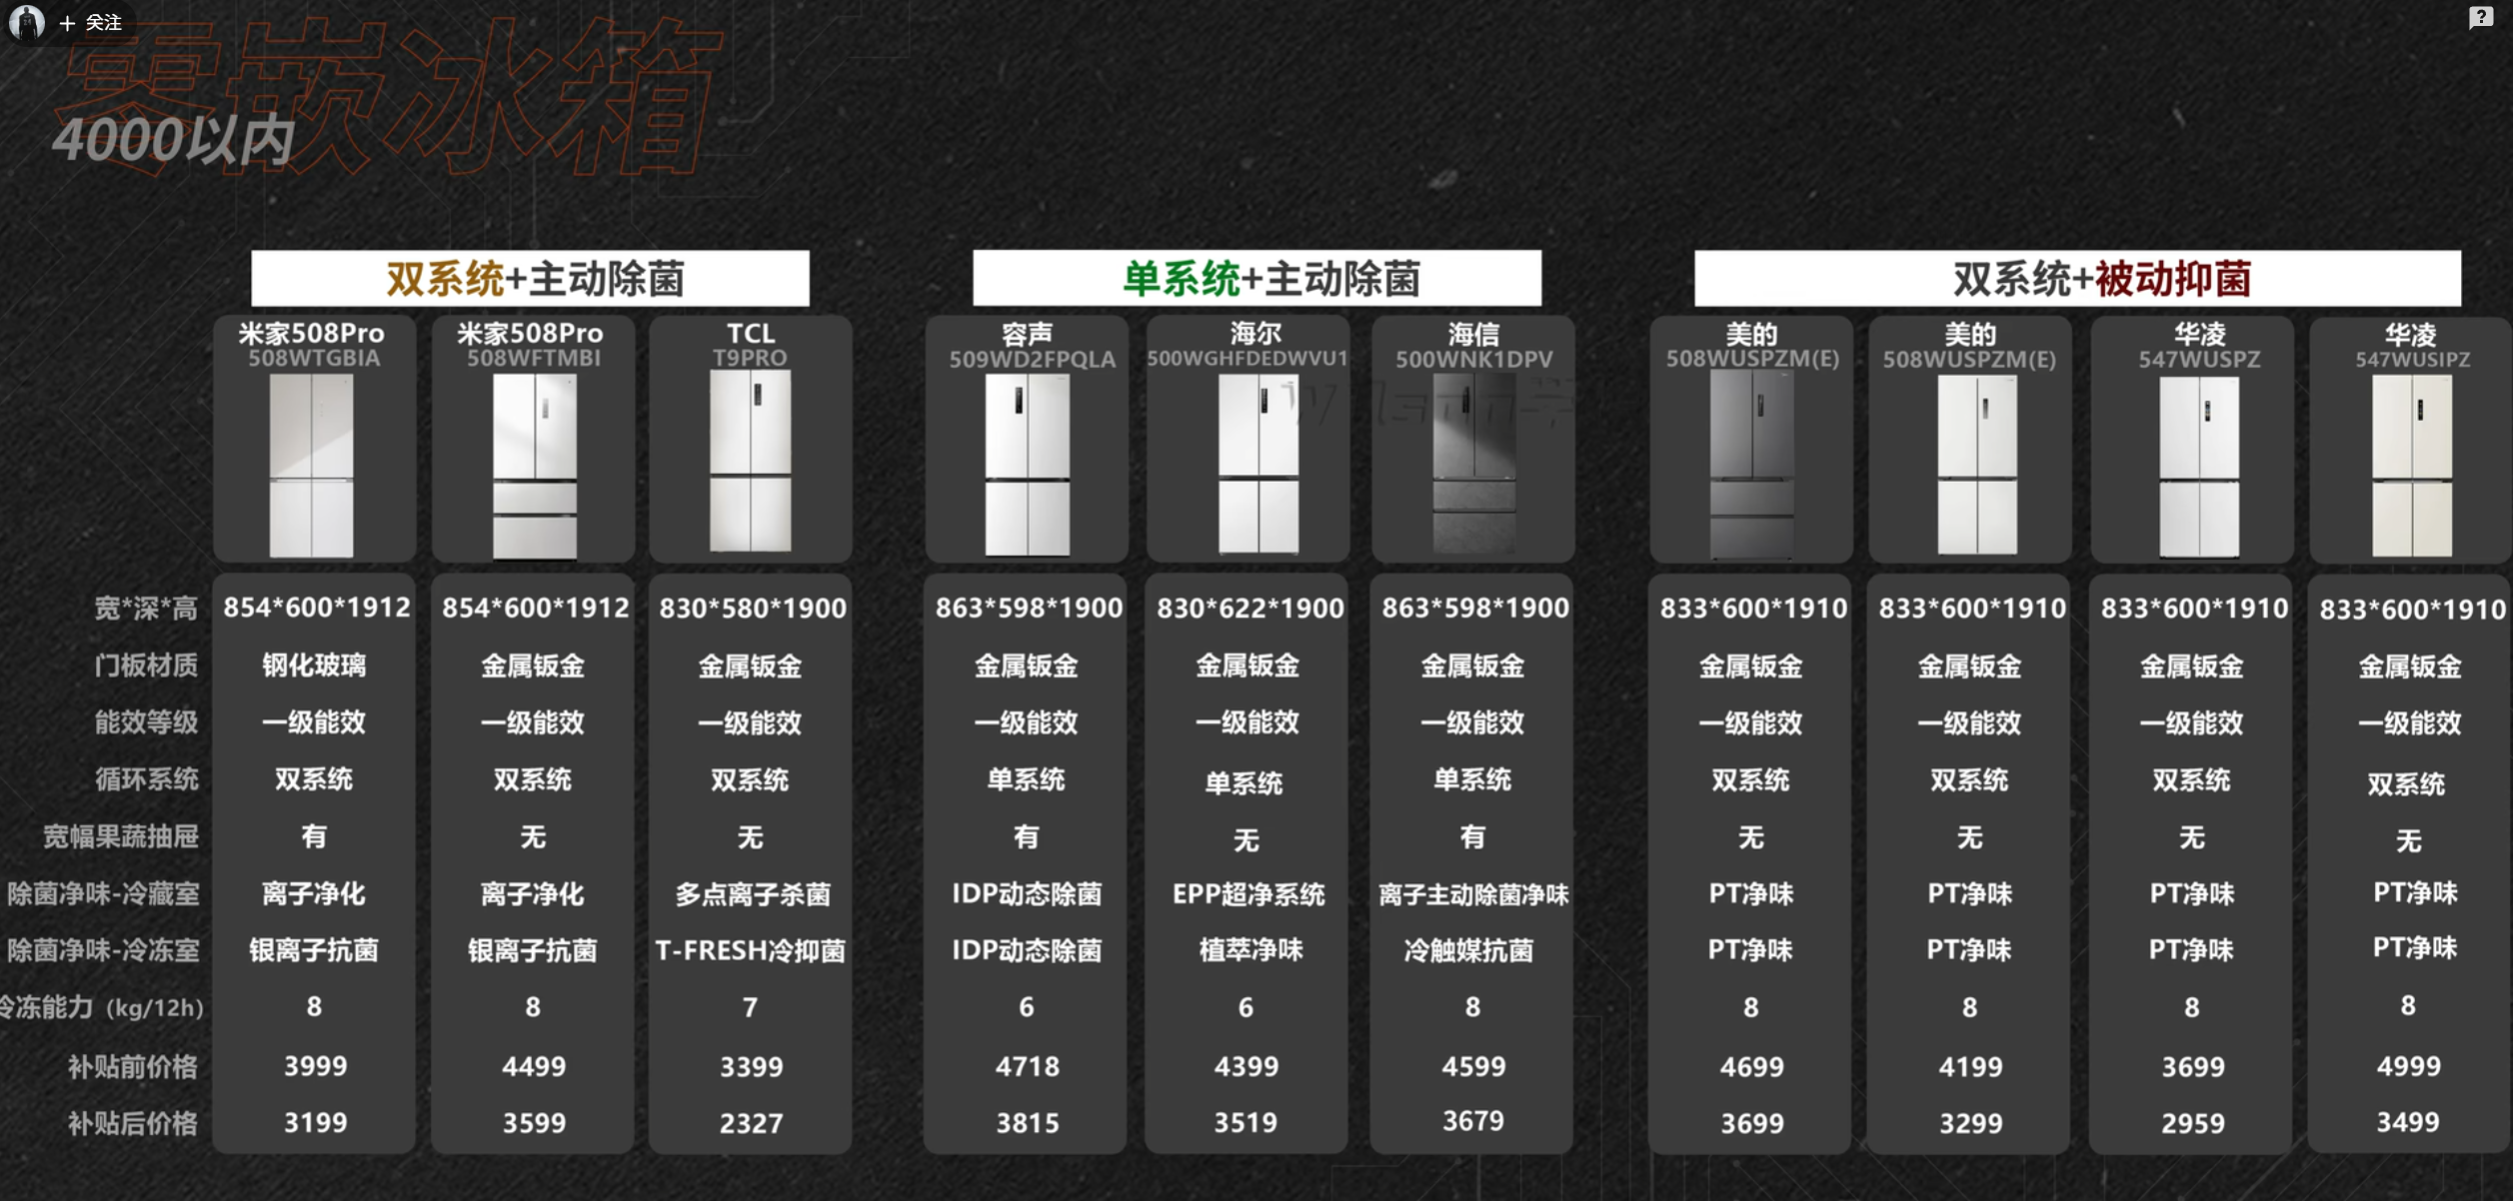 关注
零嵌冰箱
4000以内
双系统+主动除菌
单系统+主动除菌
双系统+被动抑菌
米家508Pro 米家508Pro TCL 容声 海尔 海信 美的 美的 华凌 华凌
508WTGBIA 508WFTMBI T9PRO 509WD2FPQLA 500WGHFDEDWVU1 500WNK1DPV 508WUSPZM(E) 508WUSPZM(E) 547WUSPZ 547WUSIPZ
宽*深*高 854*600*1912 854*600*1912 830*580*1900 863*598*1900 830*622*1900 863*598*1900 833*600*1910 833*600*1910 833*600*1910 833*600*1910
门板材质 钢化玻璃 金属钣金 金属钣金 金属钣金 金属钣金 金属钣金 金属钣金 金属钣金 金属钣金 金属钣金
能效等级 一级能效 一级能效 一级能效 一级能效 一级能效 一级能效 一级能效 一级能效 一级能效 一级能效
循环系统 双系统 双系统 双系统 单系统 单系统 单系统 双系统 双系统 双系统 双系统
宽幅果蔬抽屉 有 无 无 有 无 有 无 无 无 无
除菌净味-冷藏室 离子净化 离子净化 多点离子杀菌 IDP动态除菌 EPP超净系统 离子主动除菌净味 PT净味 PT净味 PT净味 PT净味
除菌净味-冷冻室 银离子抗菌 银离子抗菌 T-FRESH冷抑菌 IDP动态除菌 植萃净味 冷触媒抗菌 PT净味 PT净味 PT净味 PT净味
冷冻能力 (kg/12h) 8 8 7 6 6 8 8 8 8 8
补贴前价格 3999 4499 3399 4718 4399 4599 4699 4199 3699 4999
补贴后价格 3199 3599 2327 3815 3519 3679 3699 3299 2959 3499